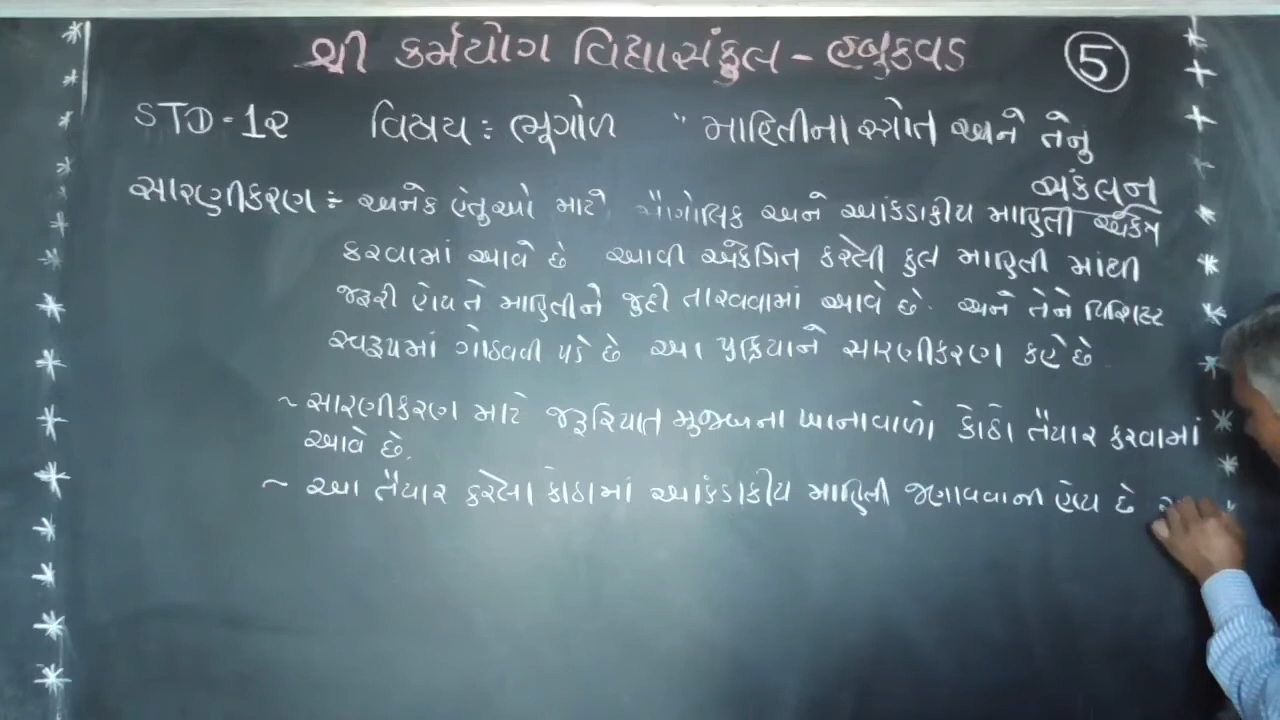 શ્રી કર્મયોગ વિદ્યાસંકુલ - હબુકવડ
5
STD - 12 વિષય : ભૂગોળ " માહિતીના સ્ત્રોત અને તેનુ
સંકલન
સારણીકરણ :- અનેક હેતુઓ માટે ભૌગોલિક અને આંકડાકીય માહિતી એકત્ર
કરવામાં આવે છે આવી એકત્રિત કરેલી કુલ માહિતી માંથી
જરૂરી હોય તે માહિતીને જુદી તારવવામાં આવે છે. અને તેને વિશિષ્ટ
સ્વરૂપમાં ગોઠવવી પડે છે આ પ્રક્રિયાને સારણીકરણ કહે છે
~ સારણીકરણ માટે જરૂરિયાત મુજબના ખાનાવાળો કોઠો તૈયાર કરવામાં
આવે છે.
~ આ તૈયાર કરેલા કોઠામાં આંકડાકીય માહિતી જણાવવાની હોય છે